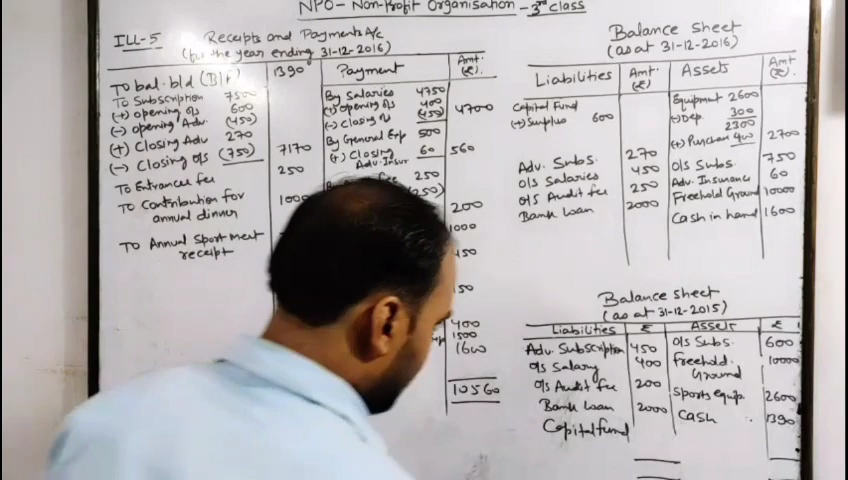 NPO - Non-Profit Organisation - 3rd class
ILL-5 Receipts and Payments A/c
(for the year ending 31-12-2016)
Payment Amt (₹).
To bal. b/d (B/F) 1390
To Subscription 7500
(+) opening o/s 600
(-) opening Adv. (450)
(+) Closing Adv 270
(-) Closing o/s (750) 7170
To Entrance fee 250
To Contribution for
annual dinner 1000
To Annual Sport meet
receipt
By Salaries 4750
(+) opening o/s 400
(-) closing o/s (450) 4700
By General Exp 500
(+) Closing 60 560
Adv. Insur
250
(250)
200
1000
450
150
400
1500
1600
10560
Balance sheet
(as at 31-12-2016)
Liabilities Amt. (₹) Assets Amt (₹)
Capital Fund
(+) Surplus 600
Adv. Subs. 270
O/s Salaries 450
O/s Audit fee 250
Bank Loan 2000
Equipment 2600
(-) Dep. 300
2300
(+) Purchase 400 2700
O/s Subs. 750
Adv. Insurance 60
Freehold Ground 10000
Cash in hand 1600
Balance sheet
(as at 31-12-2015)
Liabilities ₹ Assets ₹
Adv. Subscription 450
O/s Salary 400
O/s Audit fee 200
Bank Loan 2000
Capital fund
O/s Subs. 600
Freehold. 10000
Ground
Sports equip. 2600
Cash 1390